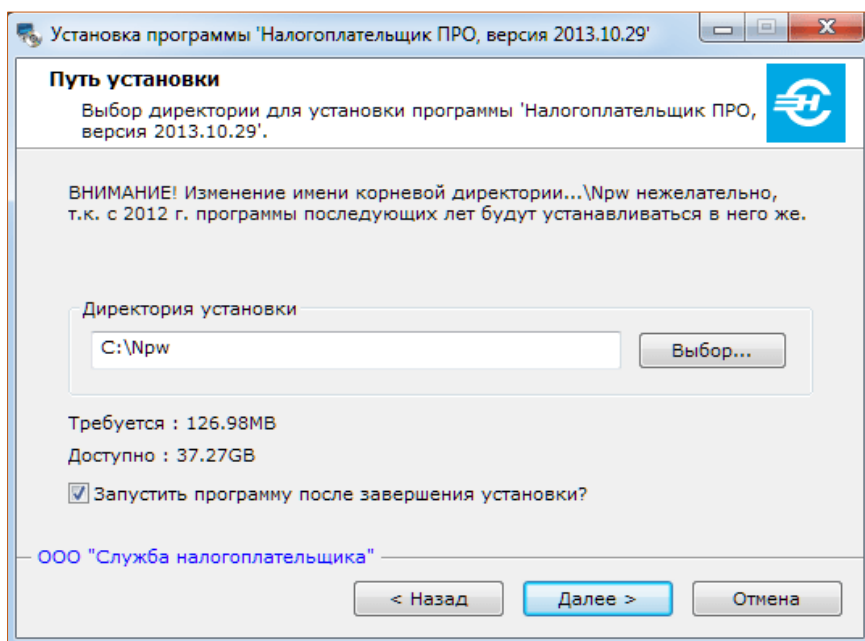 Установка программы 'Налогоплательщик ПРО, версия 2013.10.29'
Путь установки
Выбор директории для установки программы 'Налогоплательщик ПРО,
версия 2013.10.29'.
ВНИМАНИЕ! Изменение имени корневой директории...\Npw нежелательно,
т.к. с 2012 г. программы последующих лет будут устанавливаться в него же.
Директория установки
C:\Npw
Выбор...
Требуется : 126.98MB
Доступно : 37.27GB
Запустить программу после завершения установки?
ООО "Служба налогоплательщика"
< Назад
Далее >
Отмена